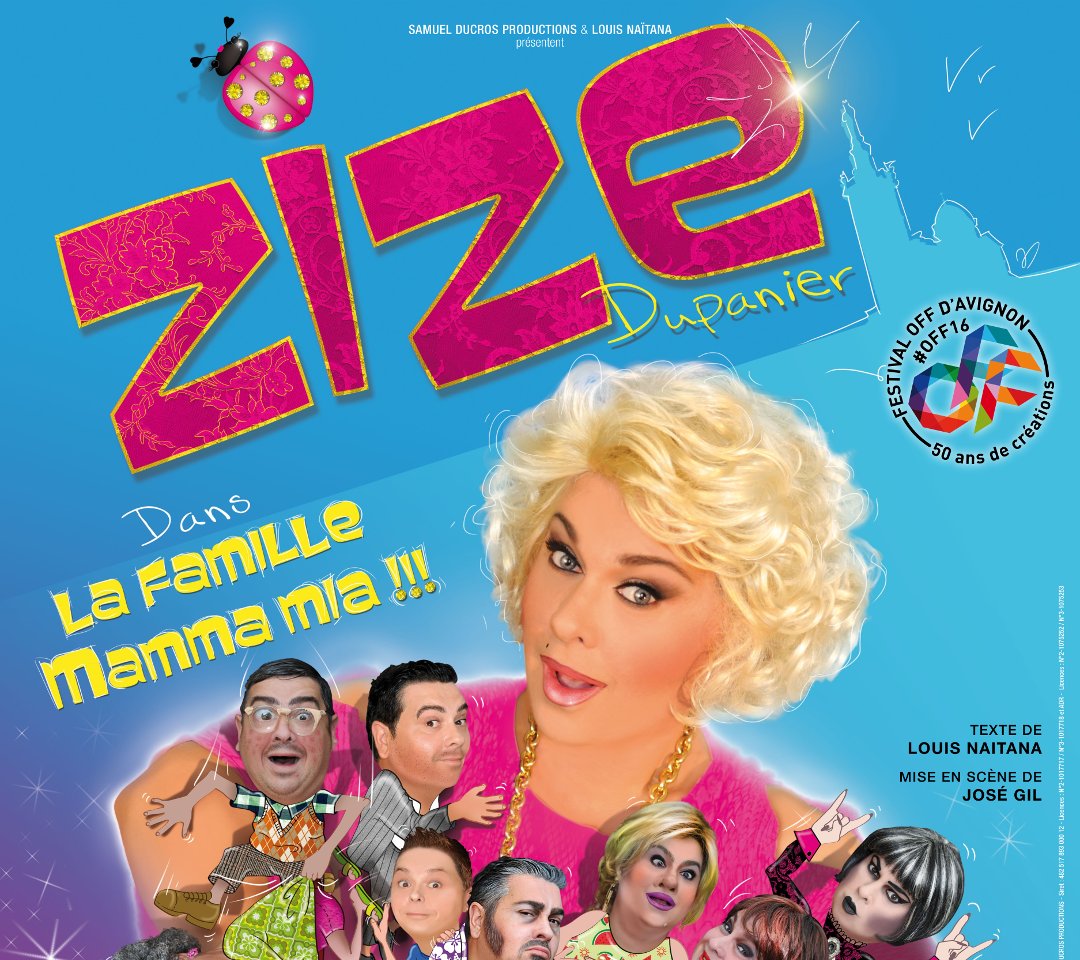 SAMUEL DUCROS PRODUCTIONS & LOUIS NAÏTANA
présentent
ZIZE
Dupanier
FESTIVAL OFF D'AVIGNON
#OFF16
50 ans de créations
Dans
La Famille
Mamma mia !!!
TEXTE DE
LOUIS NAITANA
MISE EN SCÈNE DE
JOSÉ GIL